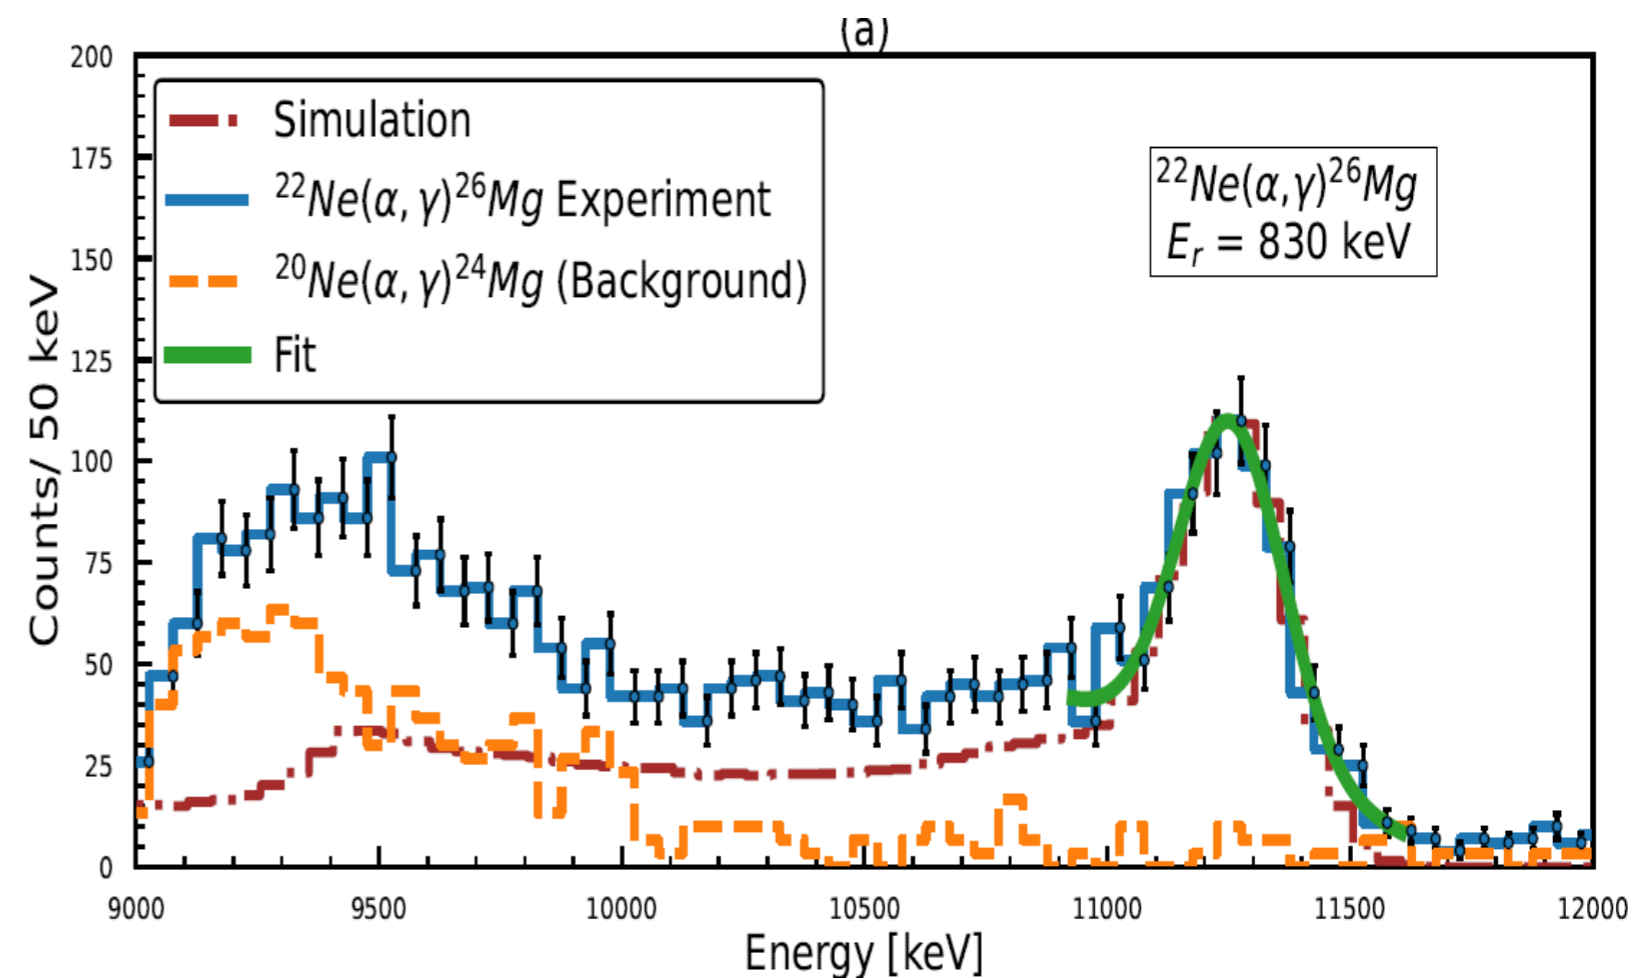 (a)
Counts/ 50 keV
200
175
150
125
100
75
50
25
0
Simulation
²²Ne(α, γ)²⁶Mg Experiment
²⁰Ne(α, γ)²⁴Mg (Background)
Fit
²²Ne(α,γ)²⁶Mg
Eᵣ = 830 keV
9000 9500 10000 10500 11000 11500 12000
Energy [keV]